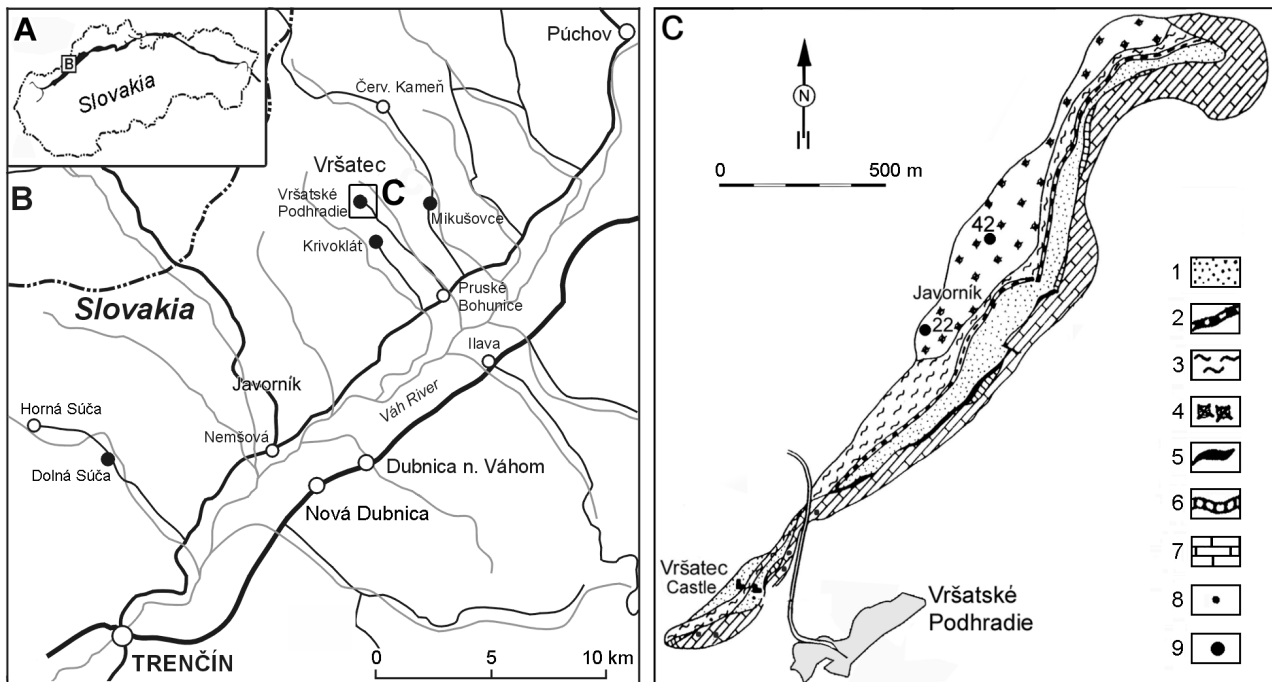 A
B
Slovakia
B
Púchov
Červ. Kameň
Vršatec
C
Vršatské
Podhradie
Mikušovce
Krivoklát
Slovakia
Pruské
Bohunice
Ilava
Javorník
Váh River
Horná Súča
Nemšová
Dolná Súča
Dubnica n. Váhom
Nová Dubnica
TRENČÍN
0 5 10 km
C
N
0 500 m
42
Javorník
22
Vršatec
Castle
Vršatské
Podhradie
1
2
3
4
5
6
7
8
9